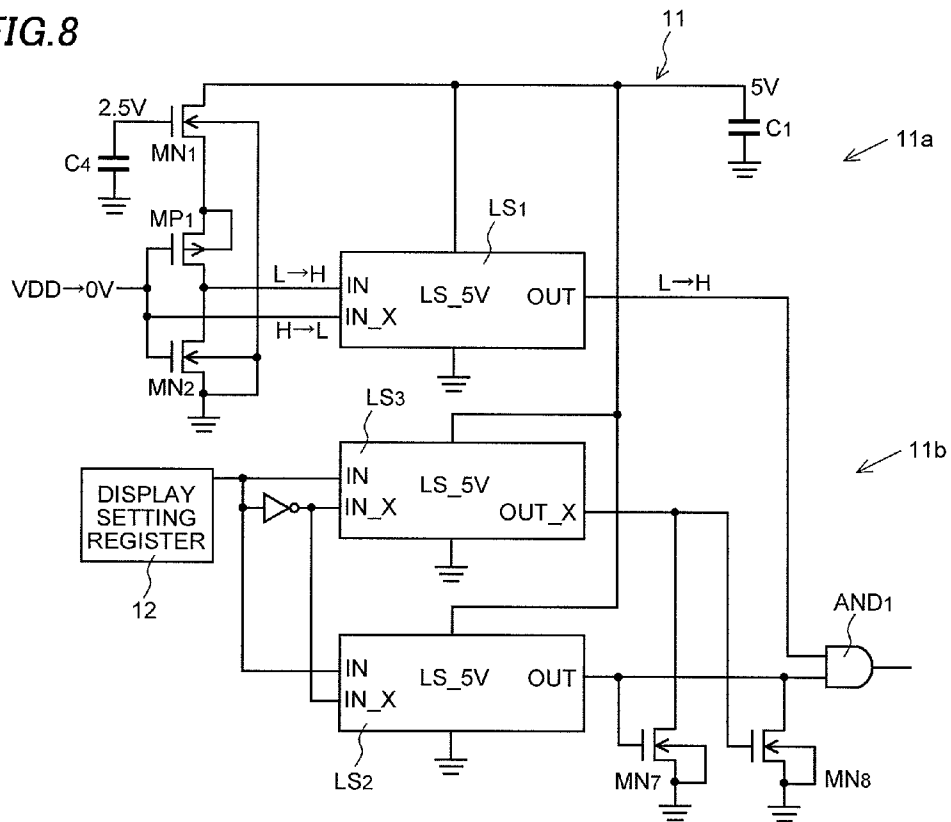 FIG.8
11
5V
2.5V
C1
C4
MN1
11a
MP1
LS1
L→H
VDD→0V
IN
LS_5V
OUT
L→H
IN_X
H→L
MN2
LS3
11b
IN
LS_5V
DISPLAY
SETTING
REGISTER
IN_X
OUT_X
12
AND1
IN
LS_5V
OUT
IN_X
LS2
MN7
MN8